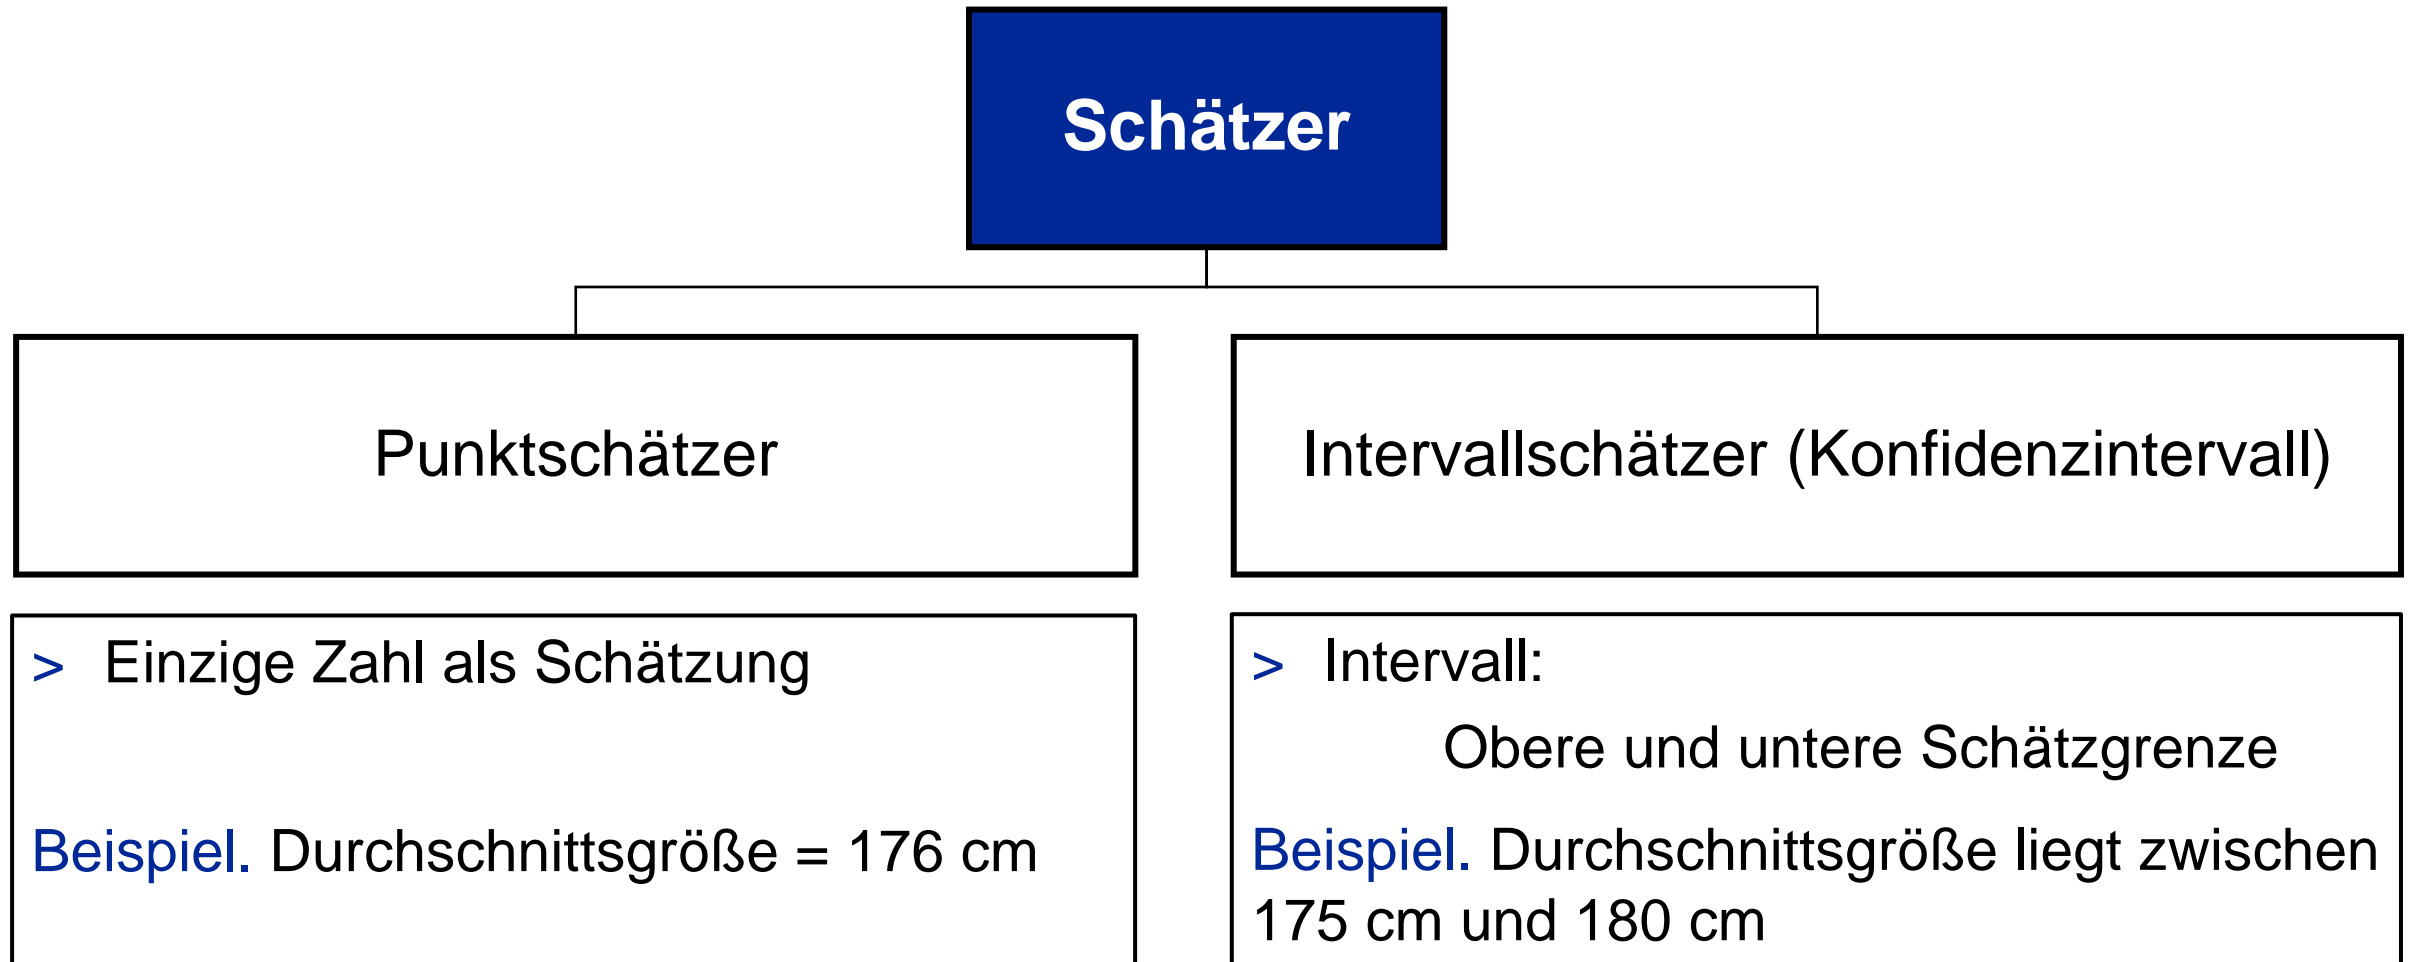 Schätzer
Punktschätzer
Intervallschätzer (Konfidenzintervall)
> Einzige Zahl als Schätzung
Beispiel. Durchschnittsgröße = 176 cm
> Intervall:
Obere und untere Schätzgrenze
Beispiel. Durchschnittsgröße liegt zwischen
175 cm und 180 cm